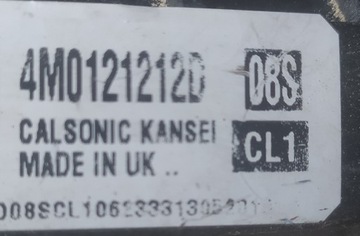 4M0121212D 08S
CALSONIC KANSEI CL1
MADE IN UK ..